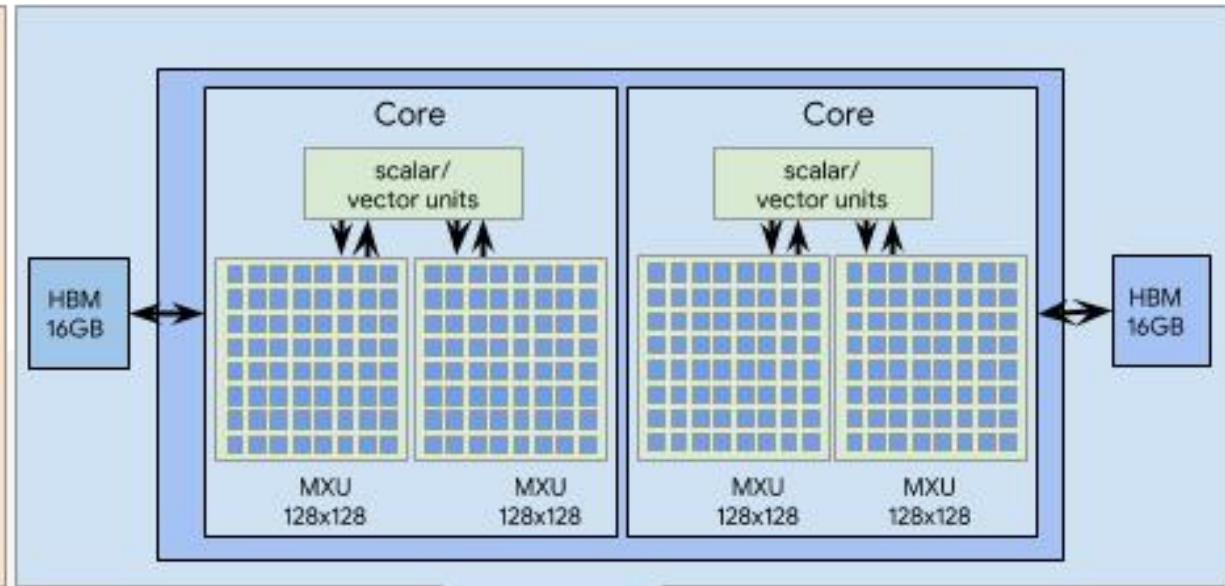 Core
Core
scalar/
vector units
scalar/
vector units
HBM
16GB
HBM
16GB
MXU
128x128
MXU
128x128
MXU
128x128
MXU
128x128